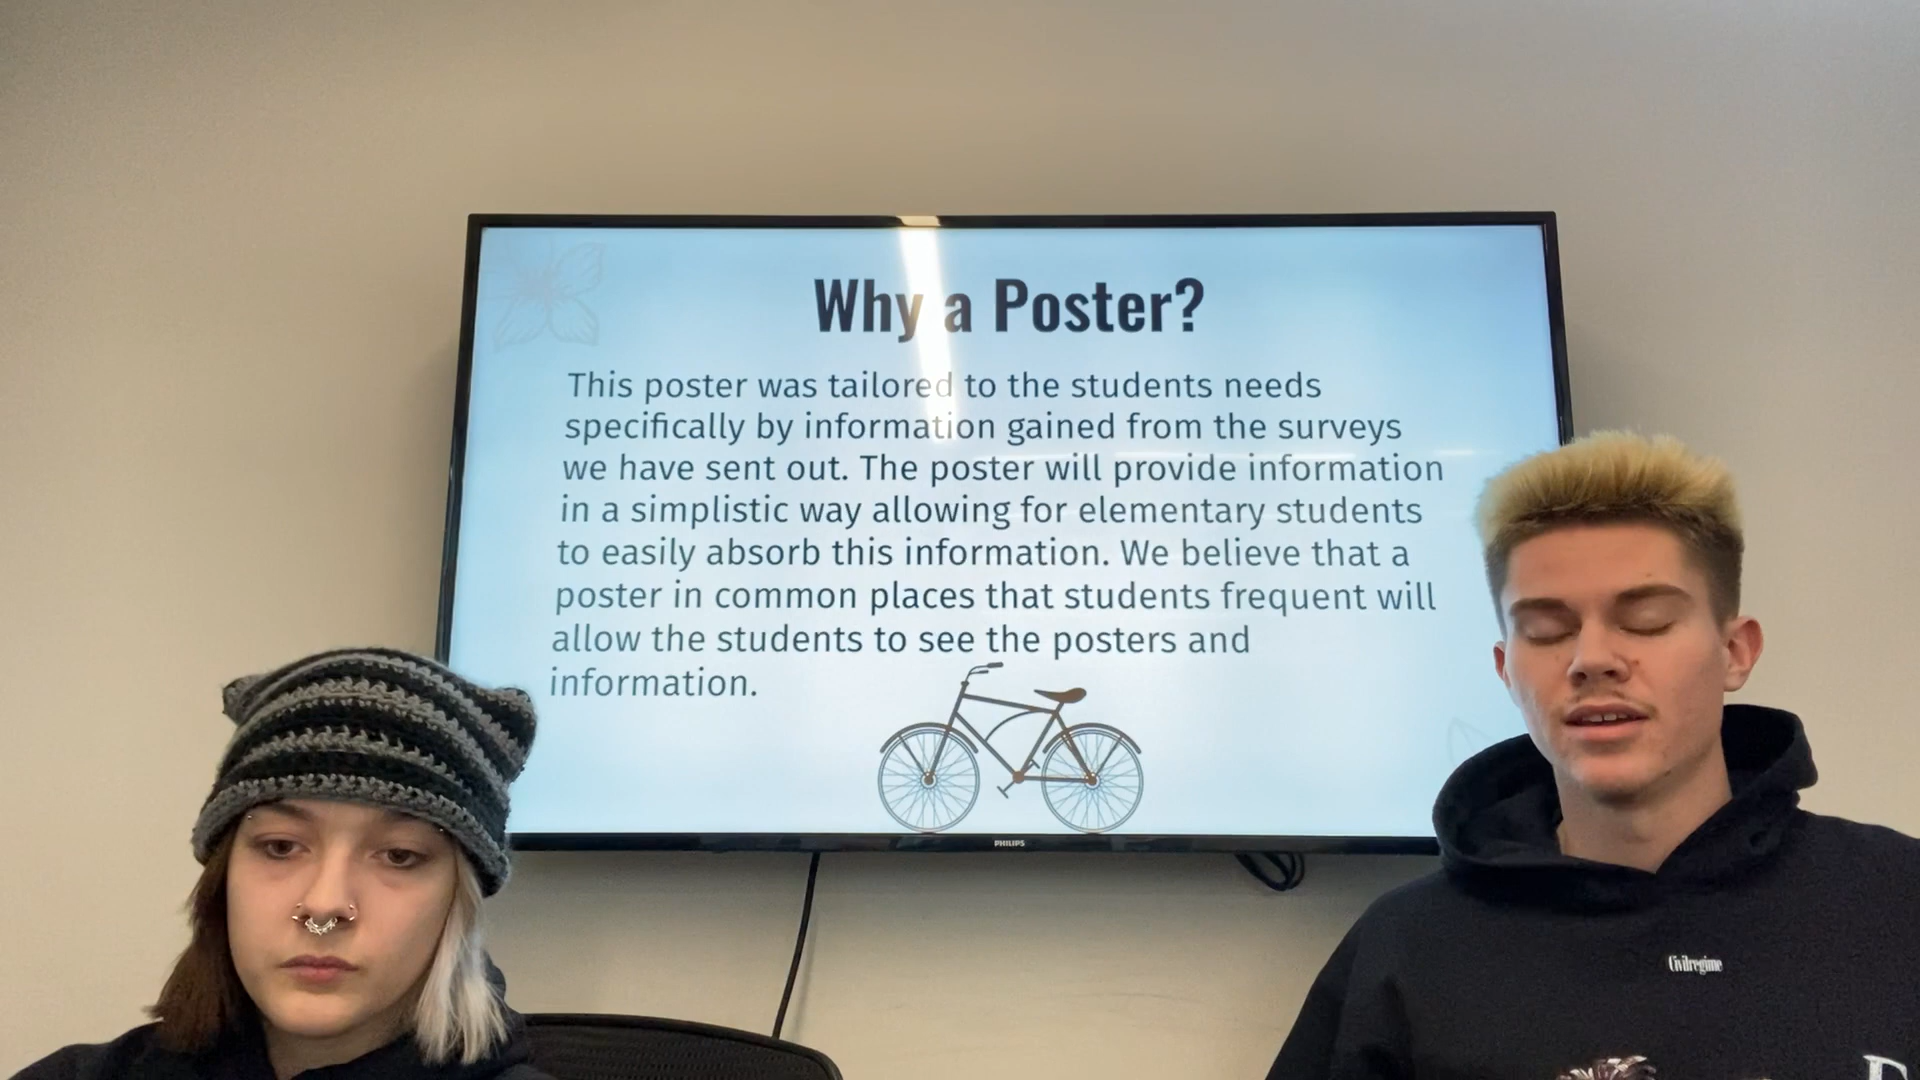 Why a Poster?
This poster was tailored to the students needs
specifically by information gained from the surveys
we have sent out. The poster will provide information
in a simplistic way allowing for elementary students
to easily absorb this information. We believe that a
poster in common places that students frequent will
allow the students to see the posters and
information.
PHILIPS
Civilregime